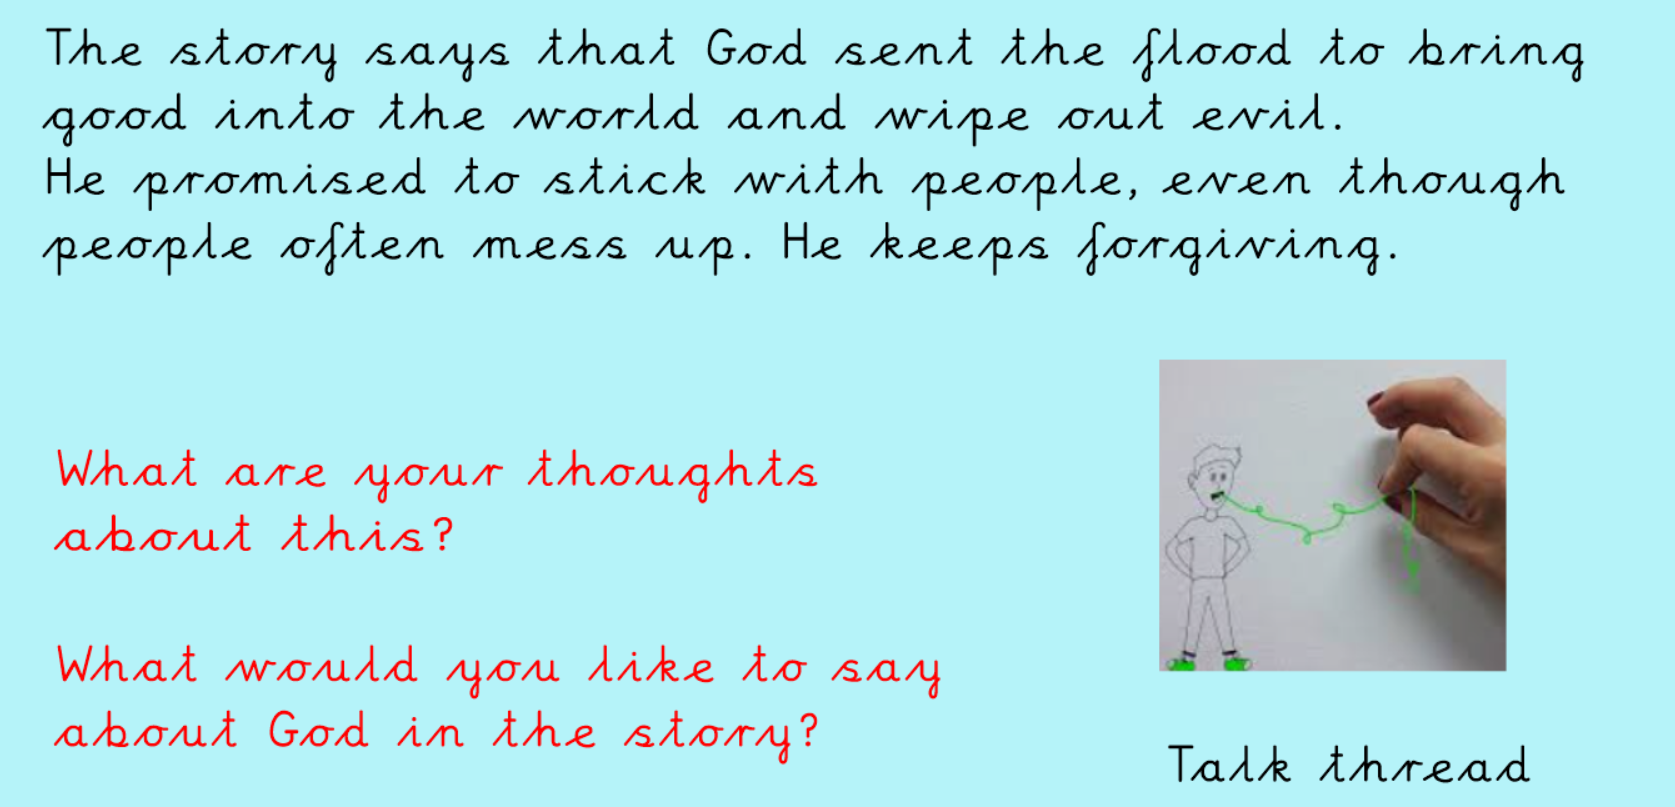 The story says that God sent the flood to bring
good into the world and wipe out evil.
He promised to stick with people, even though
people often mess up. He keeps forgiving.
What are your thoughts
about this?
What would you like to say
about God in the story?
Talk thread